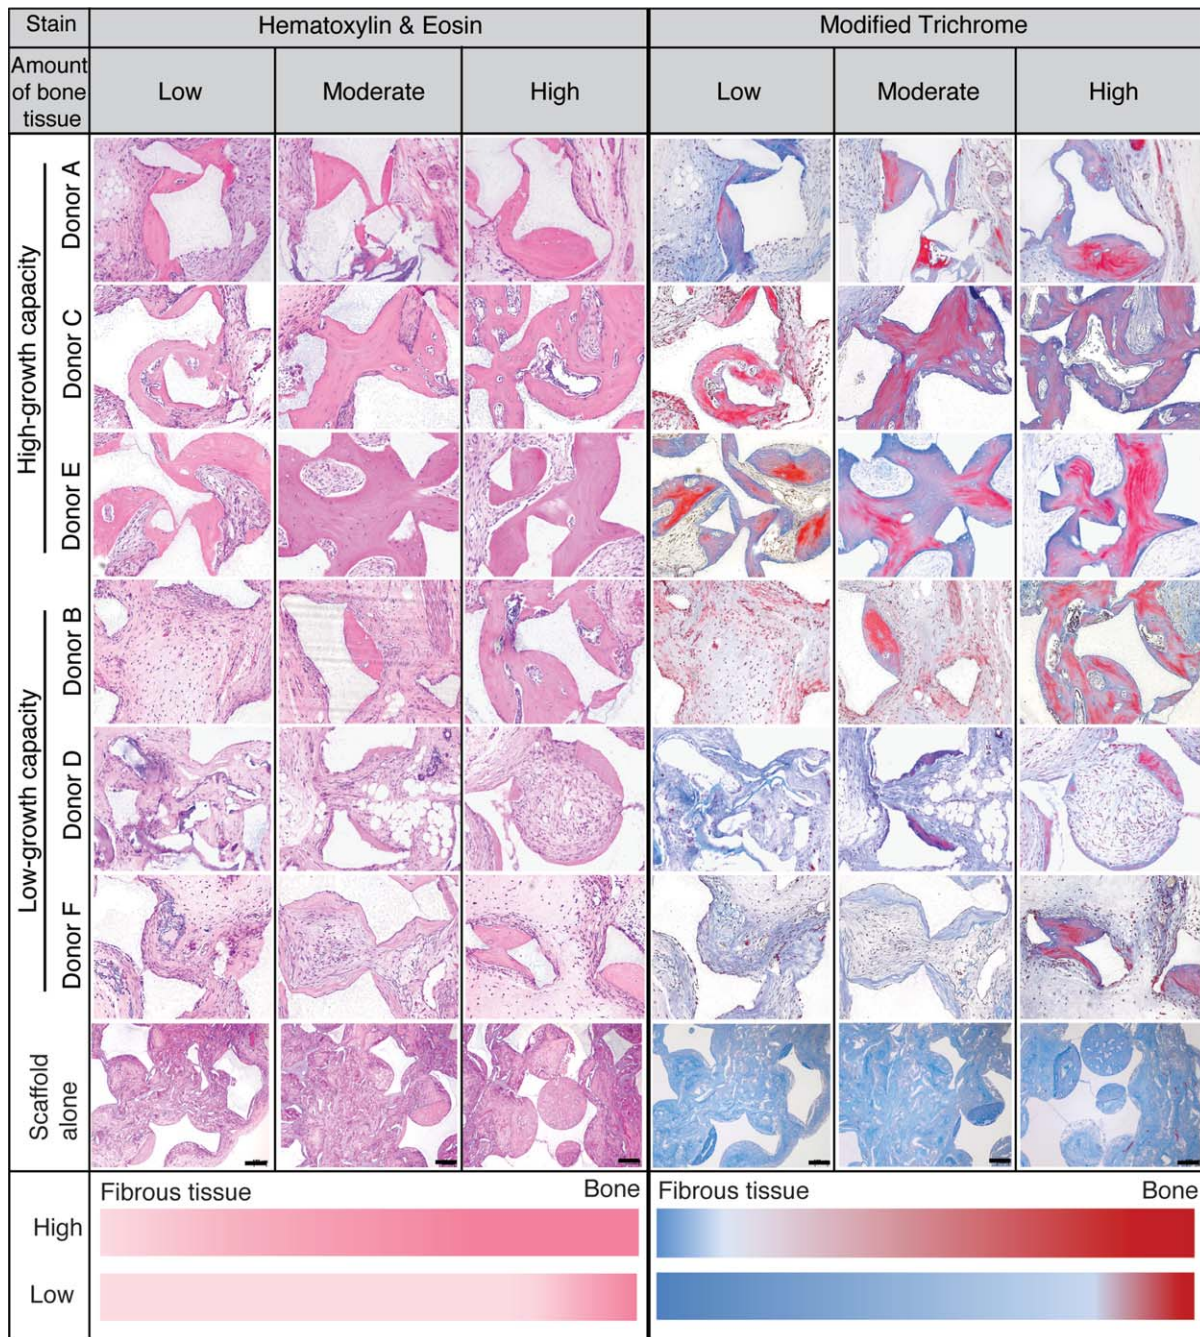 Stain
Hematoxylin & Eosin
Modified Trichrome
Amount
of bone
tissue
Low
Moderate
High
Low
Moderate
High
High-growth capacity
Donor A
Donor C
Donor E
Low-growth capacity
Donor B
Donor D
Donor F
Scaffold
alone
High
Fibrous tissue
Bone
Fibrous tissue
Bone
Low